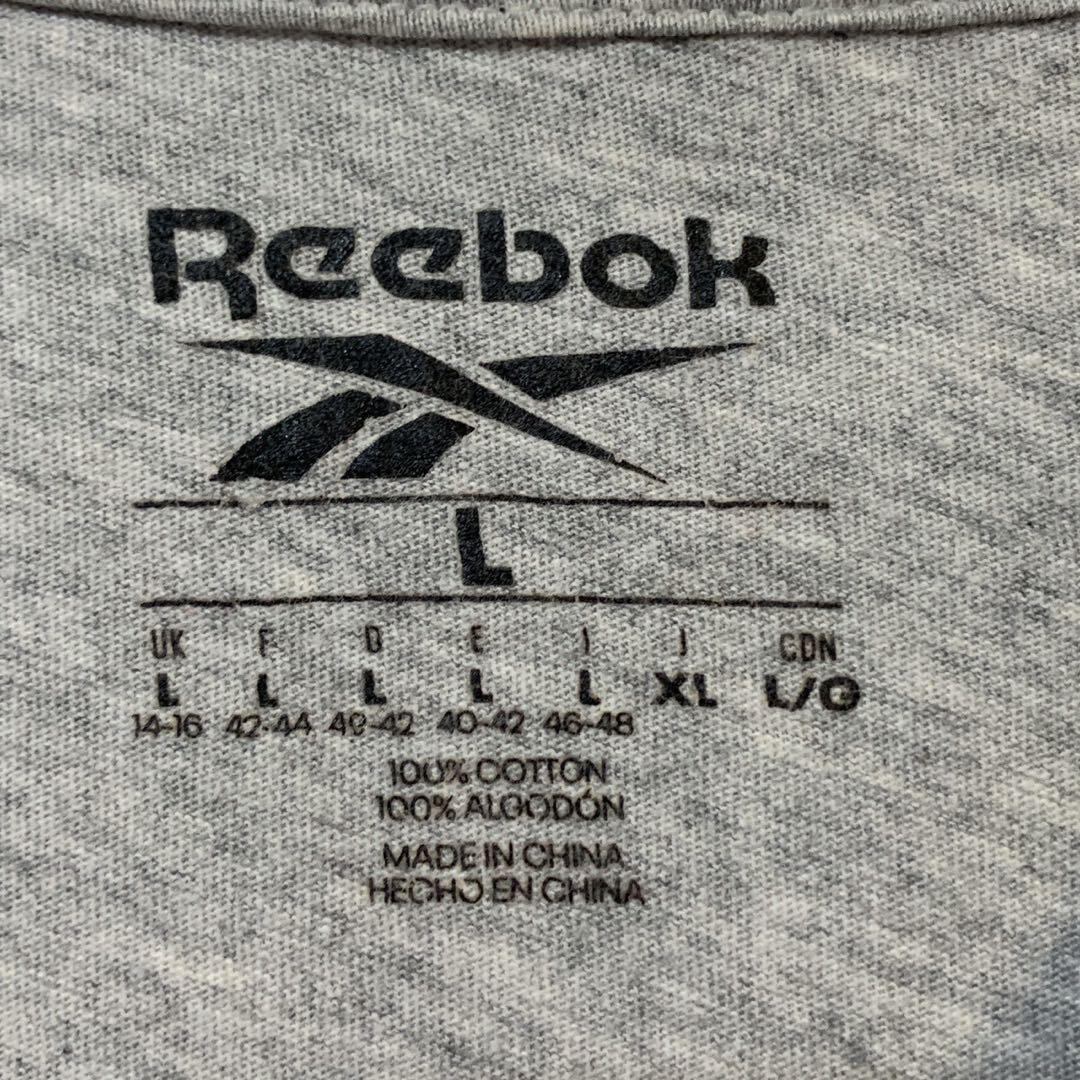 Reebok
L
UK F D E I J CDN
L L L L L XL L/G
14-16 42-44 40-42 40-42 46-48
100% COTTON
100% ALGODÓN
MADE IN CHINA
HECHO EN CHINA